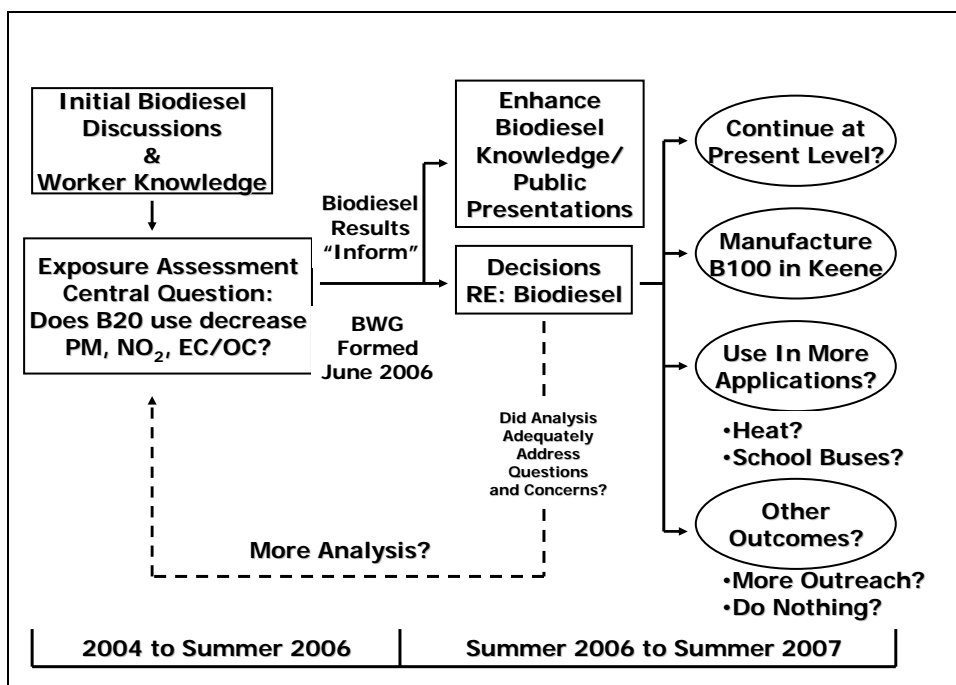 Initial Biodiesel
Discussions
&
Worker Knowledge
Exposure Assessment
Central Question:
Does B20 use decrease
PM, NO₂, EC/OC?
Biodiesel
Results
“Inform”
BWG
Formed
June 2006
Enhance
Biodiesel
Knowledge/
Public
Presentations
Decisions
RE: Biodiesel
Did Analysis
Adequately
Address
Questions
and Concerns?
More Analysis?
Continue at
Present Level?
Manufacture
B100 in Keene
Use In More
Applications?
•Heat?
•School Buses?
Other
Outcomes?
•More Outreach?
•Do Nothing?
2004 to Summer 2006
Summer 2006 to Summer 2007